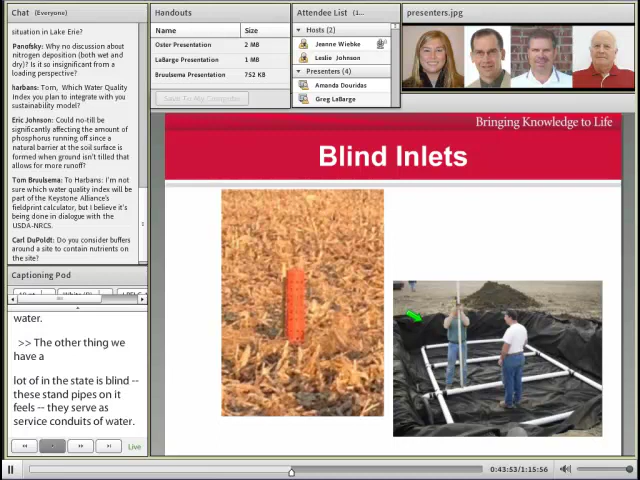 Chat (Everyone)
situation in Lake Erie?
Panofsky: Why no discussion about
nitrogen deposition (both wet and
dry)? Is it so insignificant from a
loading perspective?
harbans: Tom, Which Water Quality
Index you plan to integrate with you
sustainability model?
Eric Johnson: Could no-till be
significantly affecting the amount of
phosphorus running off since a
natural barrier at the soil surface is
formed when ground isn't tilled that
allows for more runoff?
Tom Bruulsema: To Harbans: I'm not
sure which water quality index will be
part of the Keystone Alliance's
fieldprint calculator, but I believe it's
being done in dialogue with the
USDA-NRCS.
Carl DuPoldt: Do you consider buffers
around a site to contain nutrients on
the site?
Captioning Pod
water.
>> The other thing we
have a
lot of in the state is blind --
these stand pipes on it
feels -- they serve as
service conduits of water.
Live
Handouts
Name Size
Oster Presentation 2 MB
LaBarge Presentation 1 MB
Bruulsema Presentation 752 KB
Save To My Computer
Attendee List (1...
Hosts (2)
Jeanne Wiebke
Leslie Johnson
Presenters (4)
Amanda Douridas
Greg LaBarge
presenters.jpg
Bringing Knowledge to Life
Blind Inlets
0:43:53/1:15:56